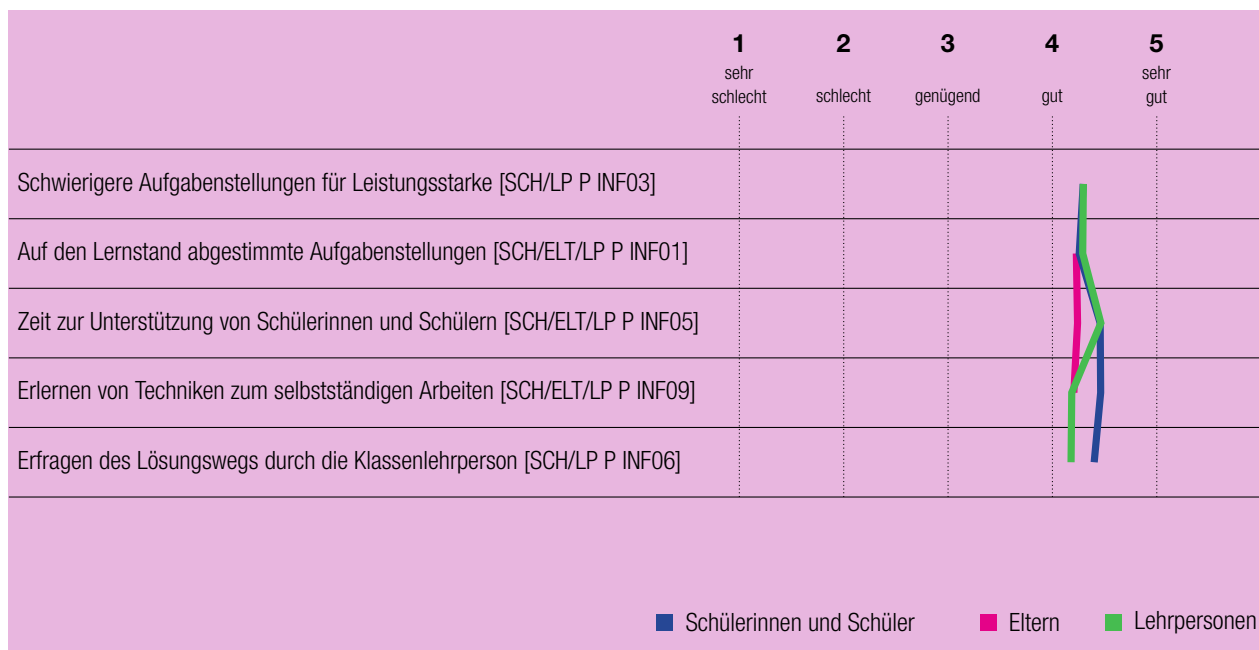 1 2 3 4 5
sehr sehr
schlecht schlecht genügend gut gut
Schwierigere Aufgabenstellungen für Leistungsstarke [SCH/LP P INF03]
Auf den Lernstand abgestimmte Aufgabenstellungen [SCH/ELT/LP P INF01]
Zeit zur Unterstützung von Schülerinnen und Schülern [SCH/ELT/LP P INF05]
Erlernen von Techniken zum selbstständigen Arbeiten [SCH/ELT/LP P INF09]
Erfragen des Lösungswegs durch die Klassenlehrperson [SCH/LP P INF06]
Schülerinnen und Schüler Eltern Lehrpersonen